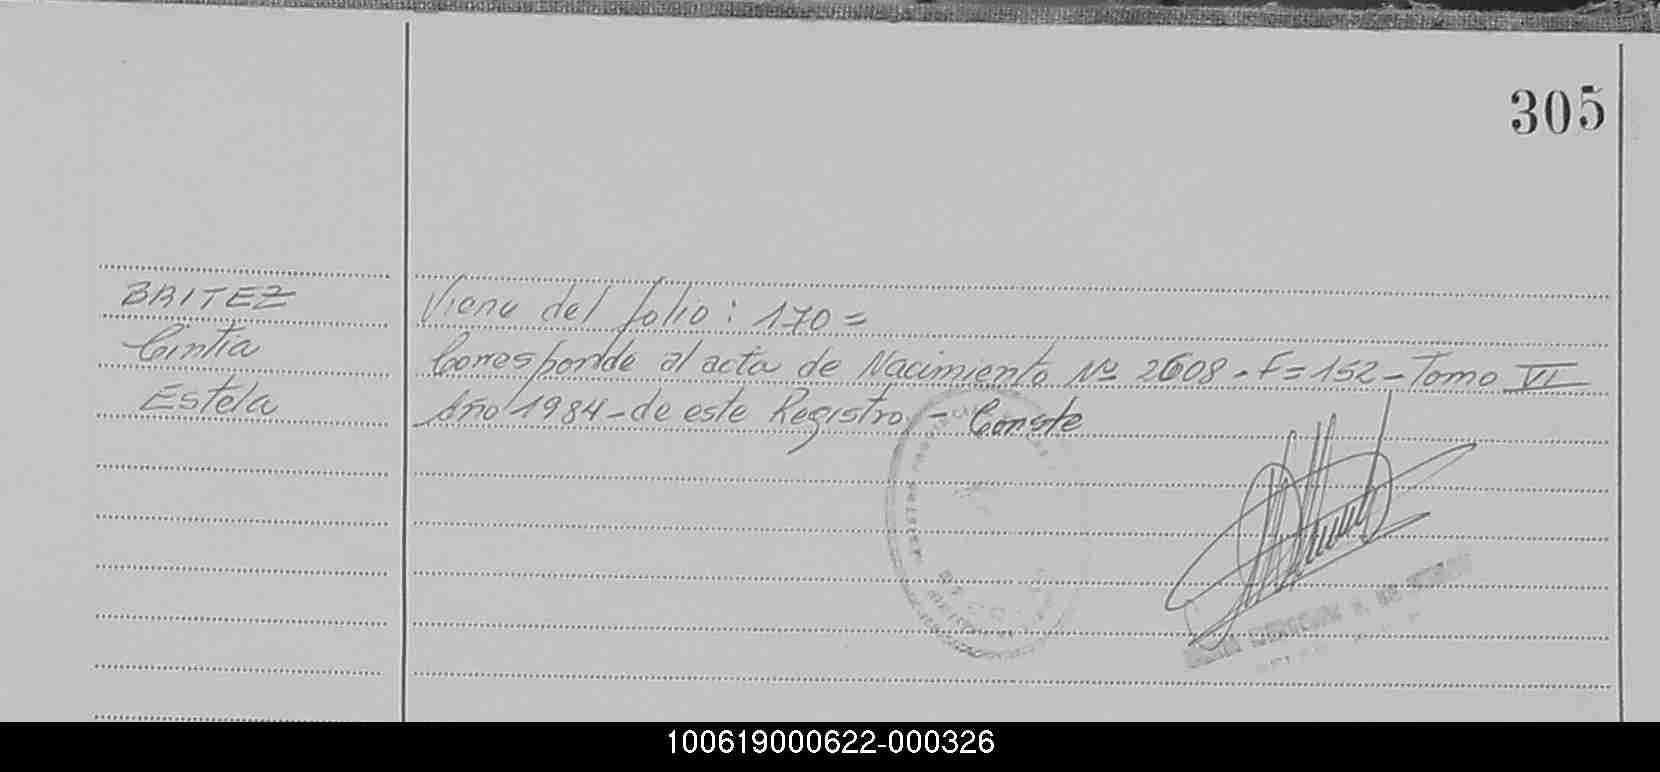 305
BRITEZ
Cintia
Estela
Viene del folio: 170=
Corresponde al acta de Nacimiento Nº 2608 - F=152 - Tomo VI
Año 1984 - de este Registro, - Conste
100619000622-000326